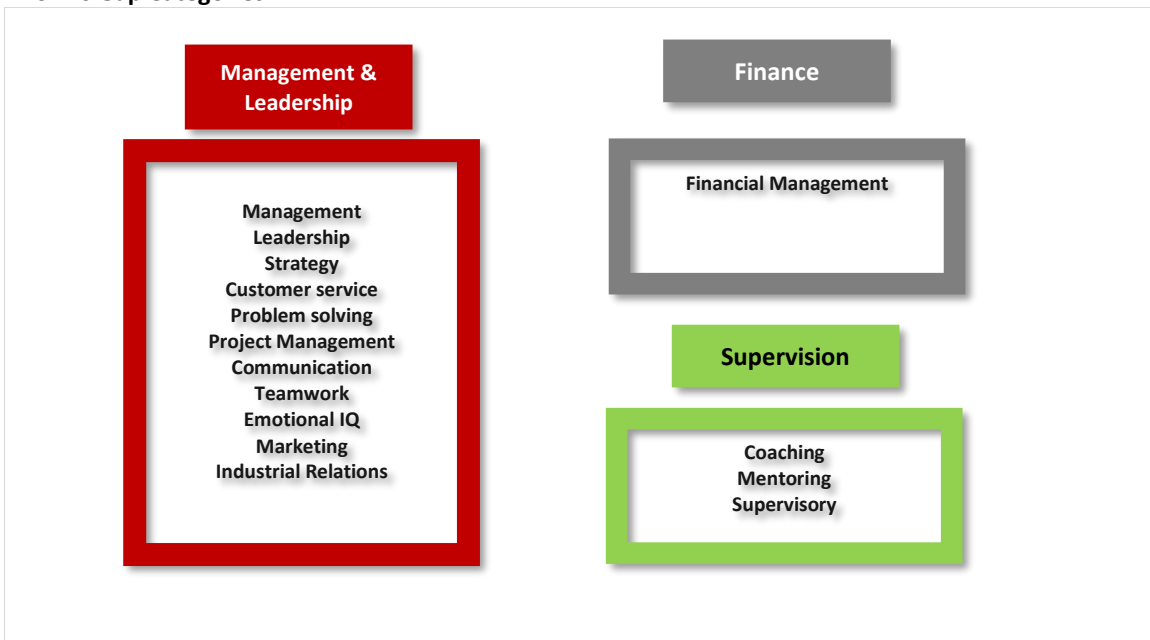 Management &
Leadership
Management
Leadership
Strategy
Customer service
Problem solving
Project Management
Communication
Teamwork
Emotional IQ
Marketing
Industrial Relations
Finance
Financial Management
Supervision
Coaching
Mentoring
Supervisory